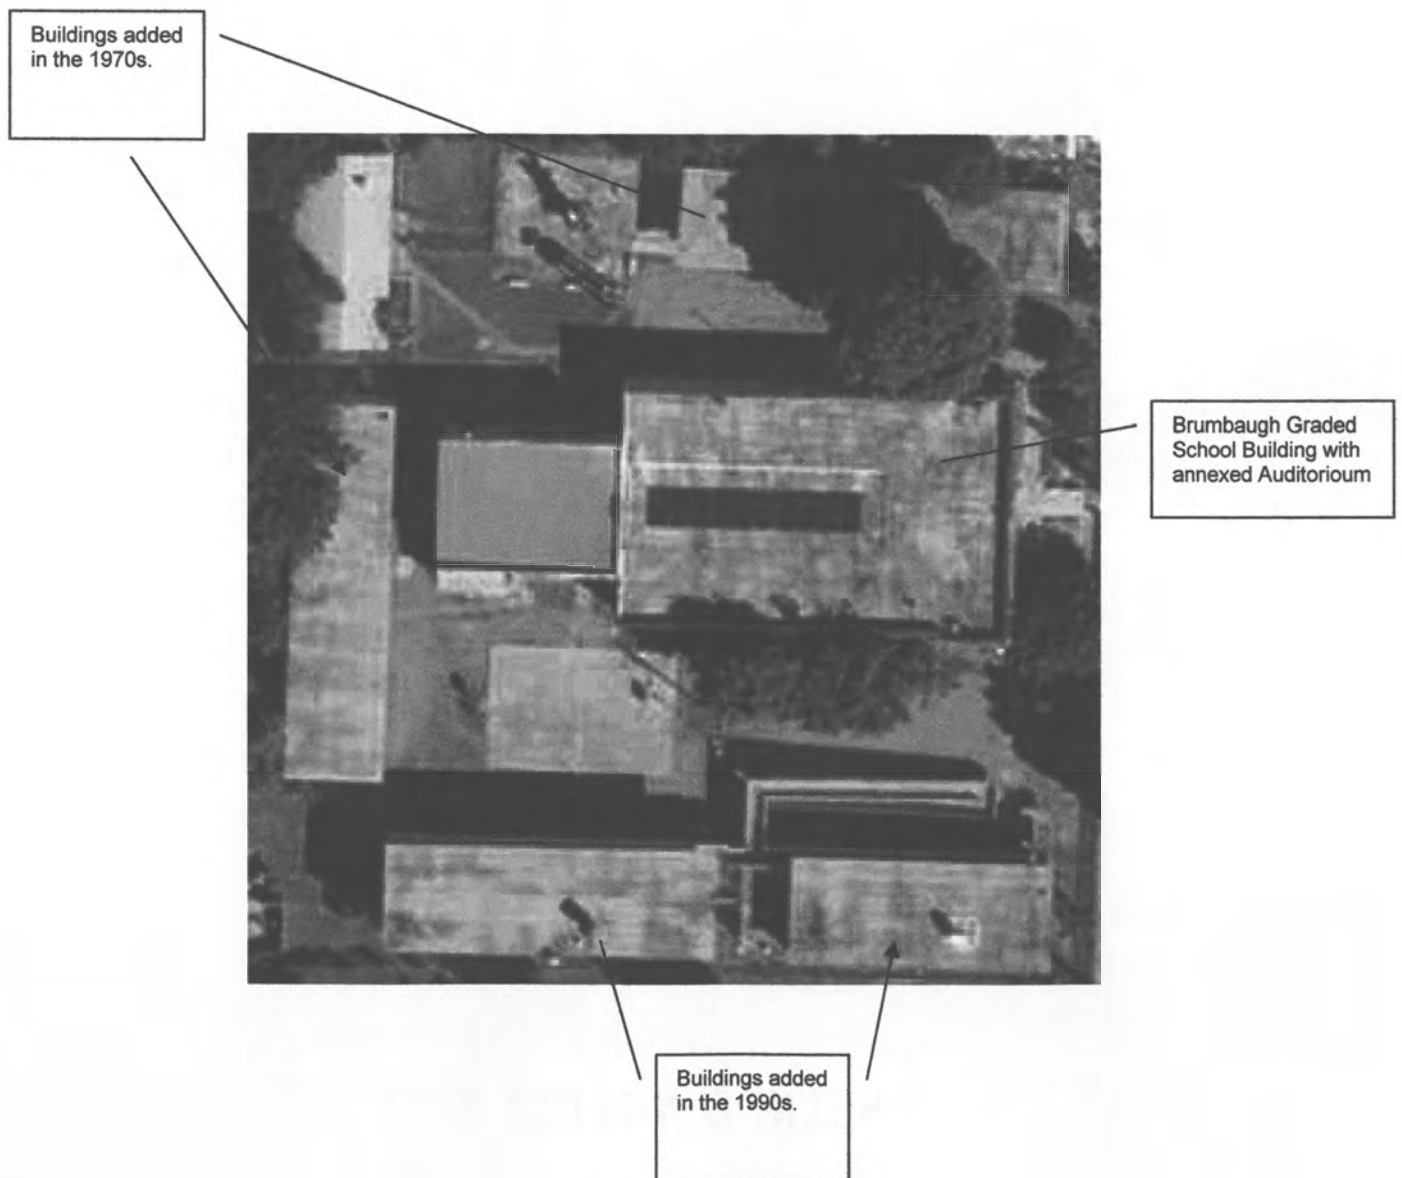 Buildings added
in the 1970s.
Brumbaugh Graded
School Building with
annexed Auditorioum
Buildings added
in the 1990s.